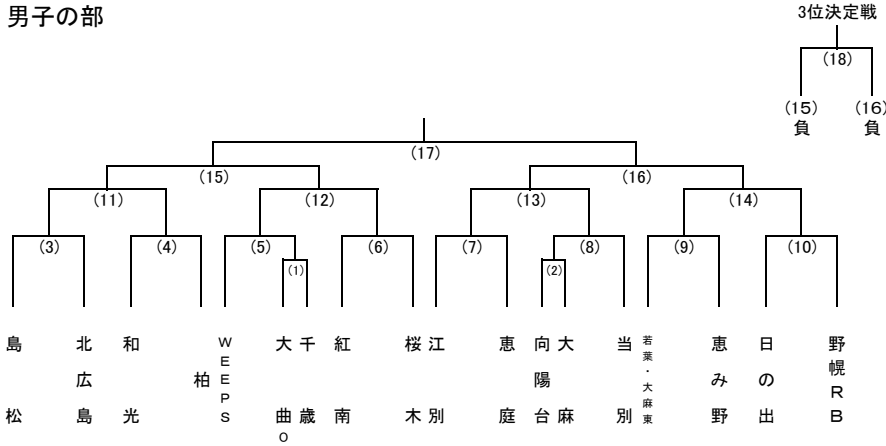 男子の部
3位決定戦
(18)
(15) (16)
負 負
(17)
(15) (16)
(11) (12) (13) (14)
(3) (4) (5) (6) (7) (8) (9) (10)
(1) (2)
島松
北広島
和光
柏
WEEPS
大曲O
千歳
紅南
桜木
江別
恵庭
向陽台
大麻
当別
若葉・大麻東
恵み野
日の出
野幌RB